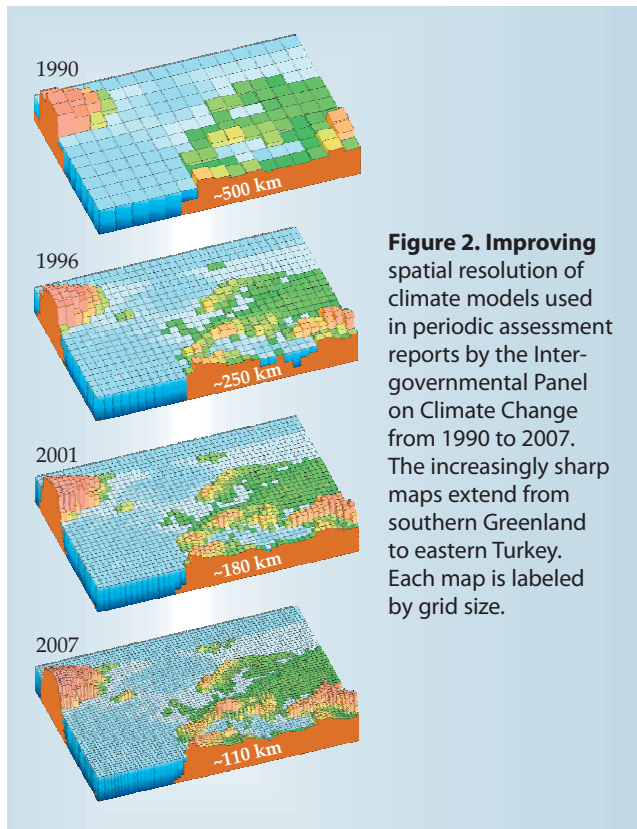 1990
~500 km
1996
~250 km
2001
~180 km
2007
~110 km
Figure 2. Improving
spatial resolution of
climate models used
in periodic assessment
reports by the Inter-
governmental Panel
on Climate Change
from 1990 to 2007.
The increasingly sharp
maps extend from
southern Greenland
to eastern Turkey.
Each map is labeled
by grid size.